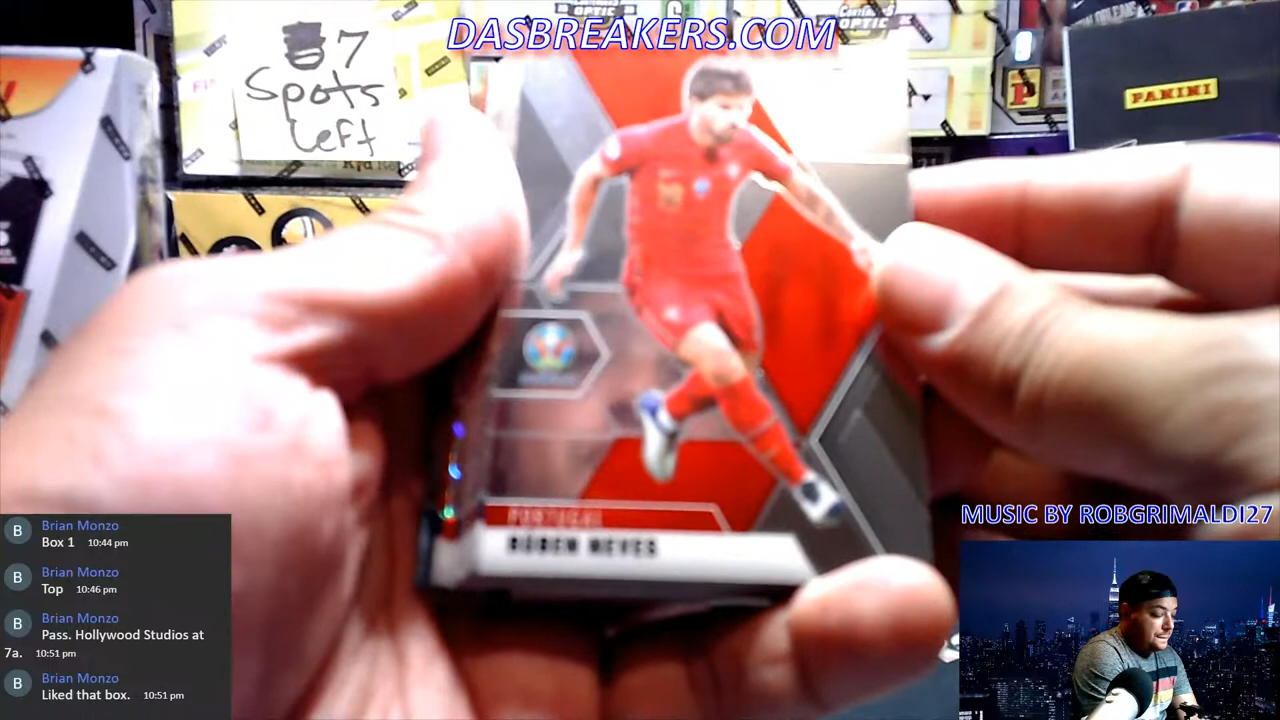 DASBREAKERS.COM
7
Spots
left
OPTIC
PANINI
PORTUGAL
RÚBEN NEVES
MUSIC BY ROBGRIMALDI27
B
Brian Monzo
Box 1 10:44 pm
B
Brian Monzo
Top 10:46 pm
B
Brian Monzo
Pass. Hollywood Studios at
7a. 10:51 pm
B
Brian Monzo
Liked that box. 10:51 pm